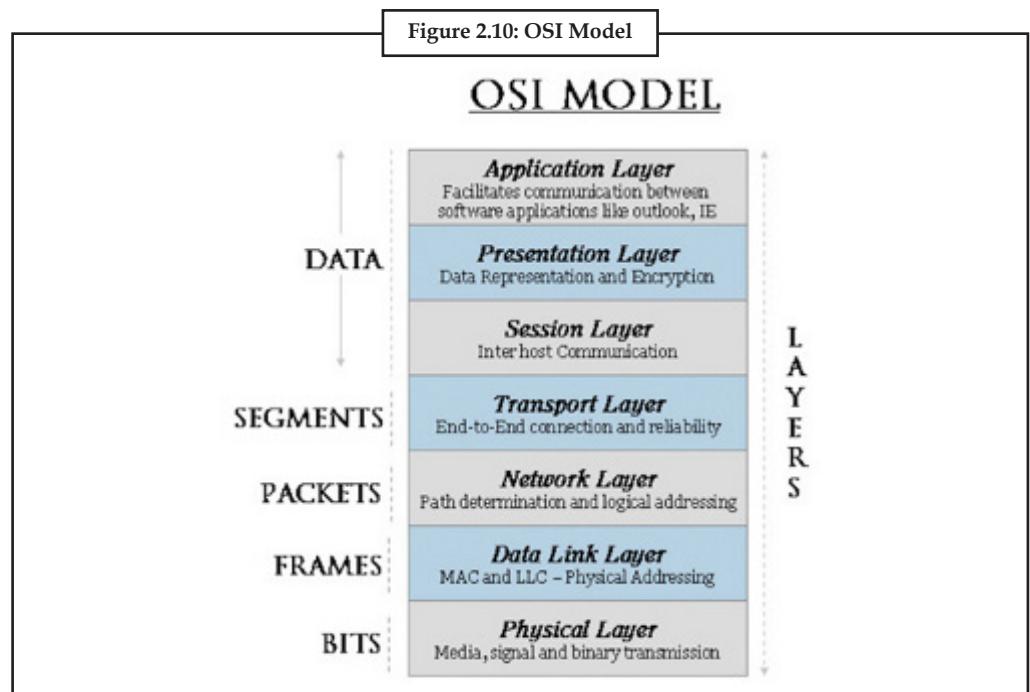 Figure 2.10: OSI Model
OSI MODEL
Application Layer
Facilitates communication between
software applications like outlook, IE
DATA
Presentation Layer
Data Representation and Encryption
Session Layer
Inter host Communication
SEGMENTS
Transport Layer
End-to-End connection and reliability
PACKETS
Network Layer
Path determination and logical addressing
FRAMES
Data Link Layer
MAC and LLC – Physical Addressing
BITS
Physical Layer
Media, signal and binary transmission
LAYERS